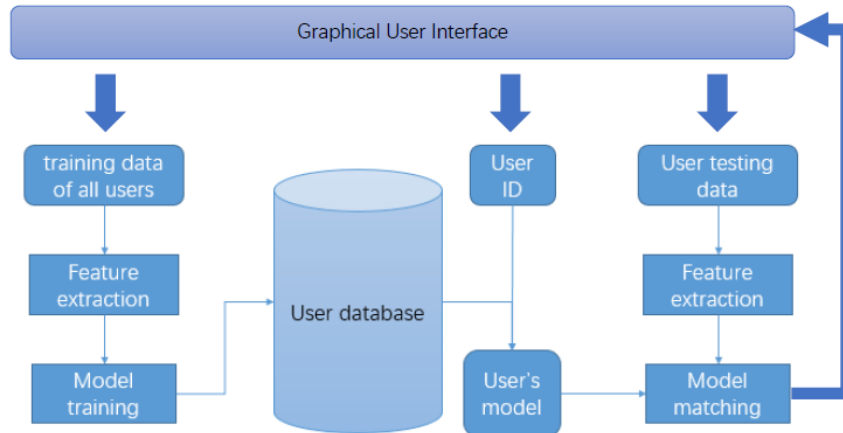 Graphical User Interface
training data
of all users
User
ID
User testing
data
Feature
extraction
User database
Feature
extraction
Model
training
User's
model
Model
matching